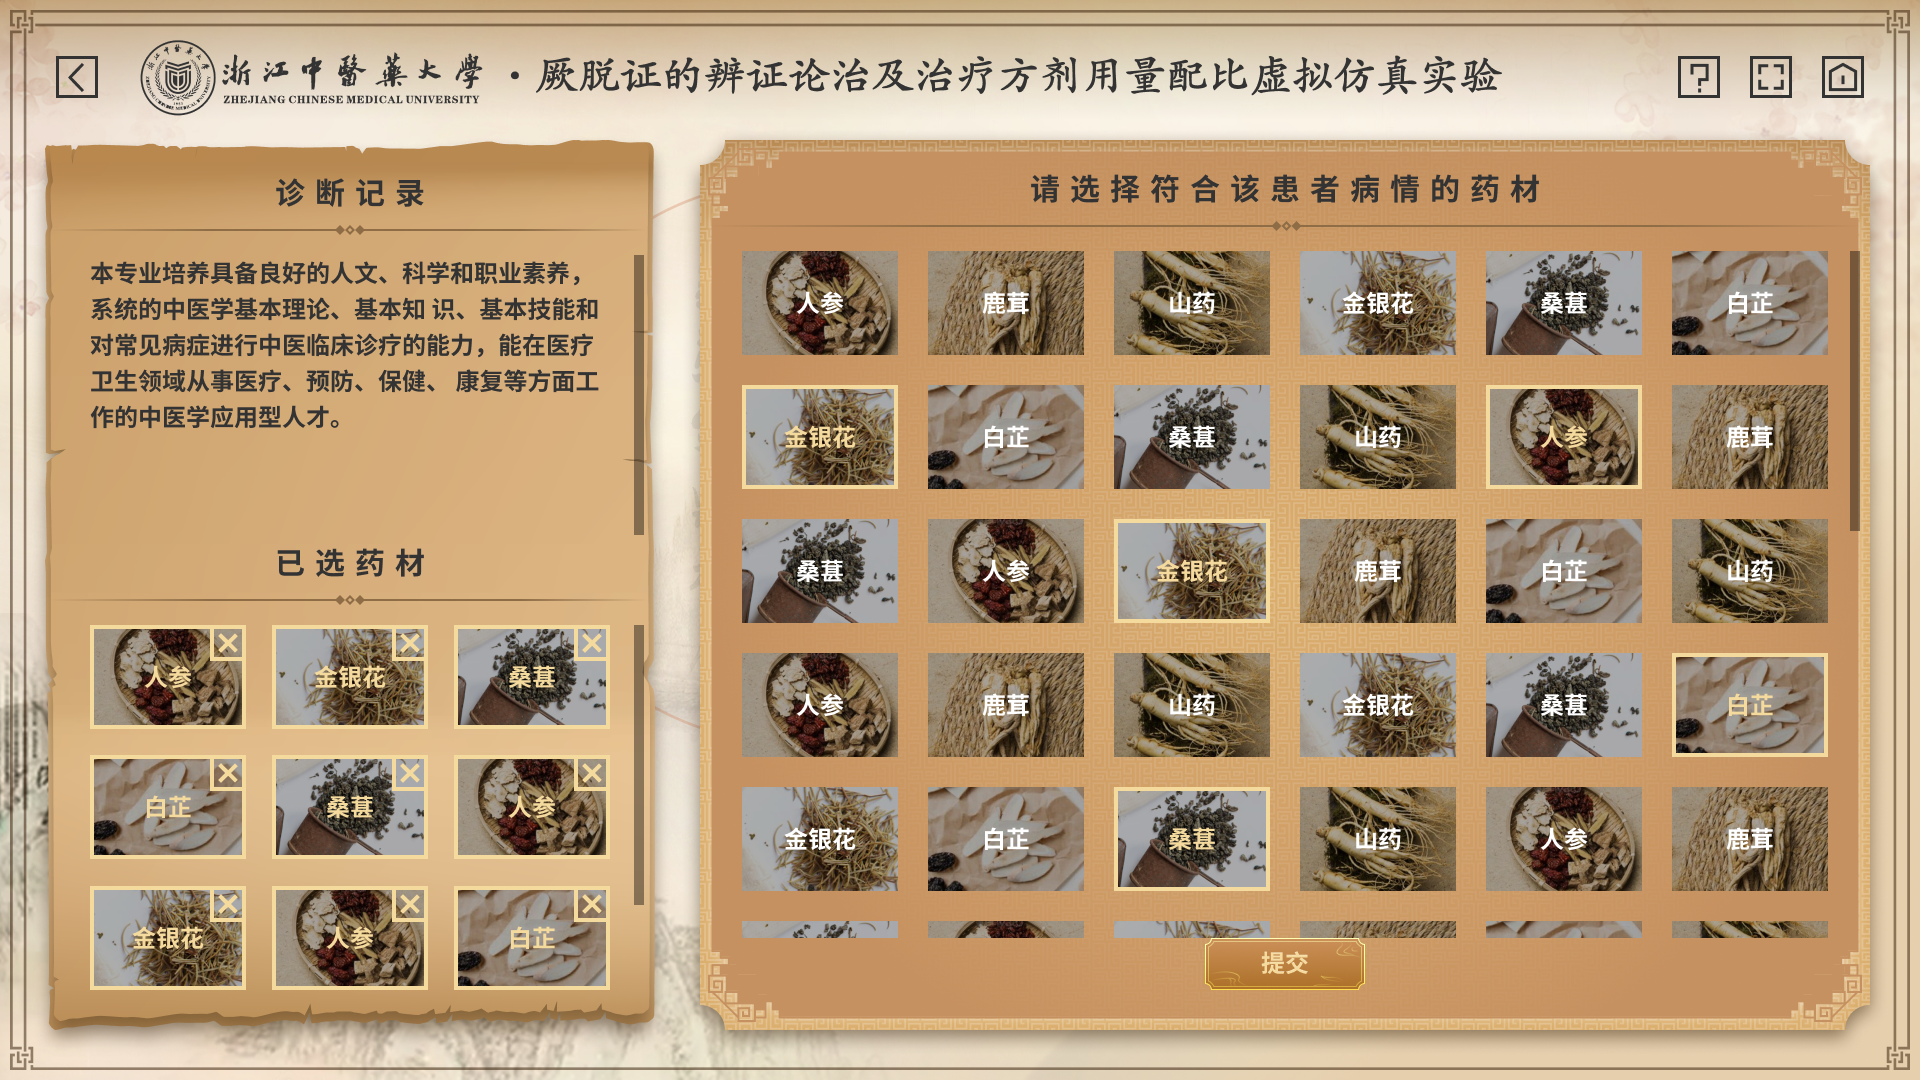 浙江中醫藥大學
ZHEJIANG CHINESE MEDICAL UNIVERSITY
·厥脱证的辨证论治及治疗方剂用量配比虚拟仿真实验
诊断记录
本专业培养具备良好的人文、科学和职业素养，
系统的中医学基本理论、基本知 识、基本技能和
对常见病症进行中医临床诊疗的能力，能在医疗
卫生领域从事医疗、预防、保健、 康复等方面工
作的中医学应用型人才。
已选药材
人参 金银花 桑葚
白芷 桑葚 人参
金银花 人参 白芷
请选择符合该患者病情的药材
人参 鹿茸 山药 金银花 桑葚 白芷
金银花 白芷 桑葚 山药 人参 鹿茸
桑葚 人参 金银花 鹿茸 白芷 山药
人参 鹿茸 山药 金银花 桑葚 白芷
金银花 白芷 桑葚 山药 人参 鹿茸
提交